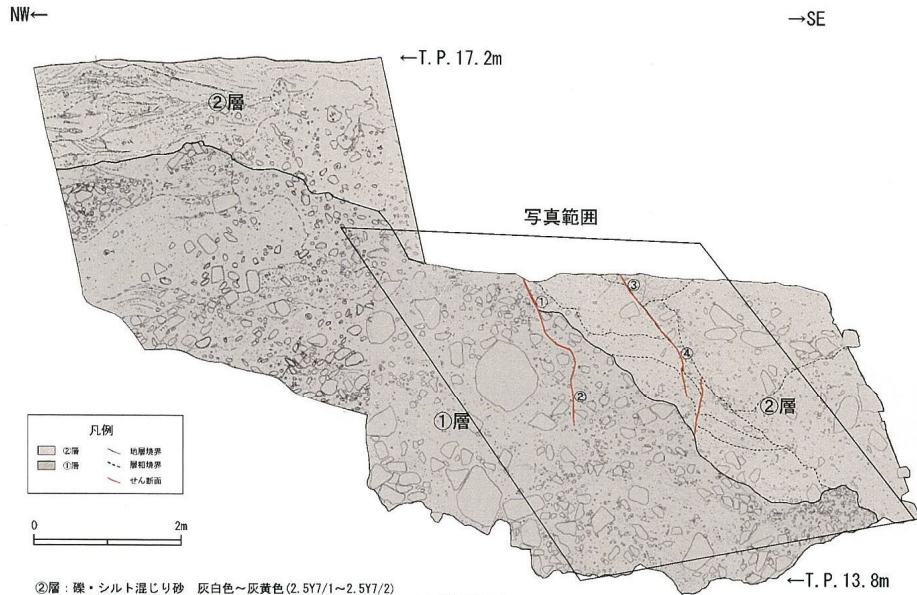 NW← →SE
←T.P.17.2m
②層
写真範囲
①
③
④
②
①層
②層
凡例
②層 地層境界
①層 層相境界
せん断面
0 2m
②層：礫・シルト混じり砂 灰白色～灰黄色(2.5Y7/1～2.5Y7/2)
←T.P.13.8m